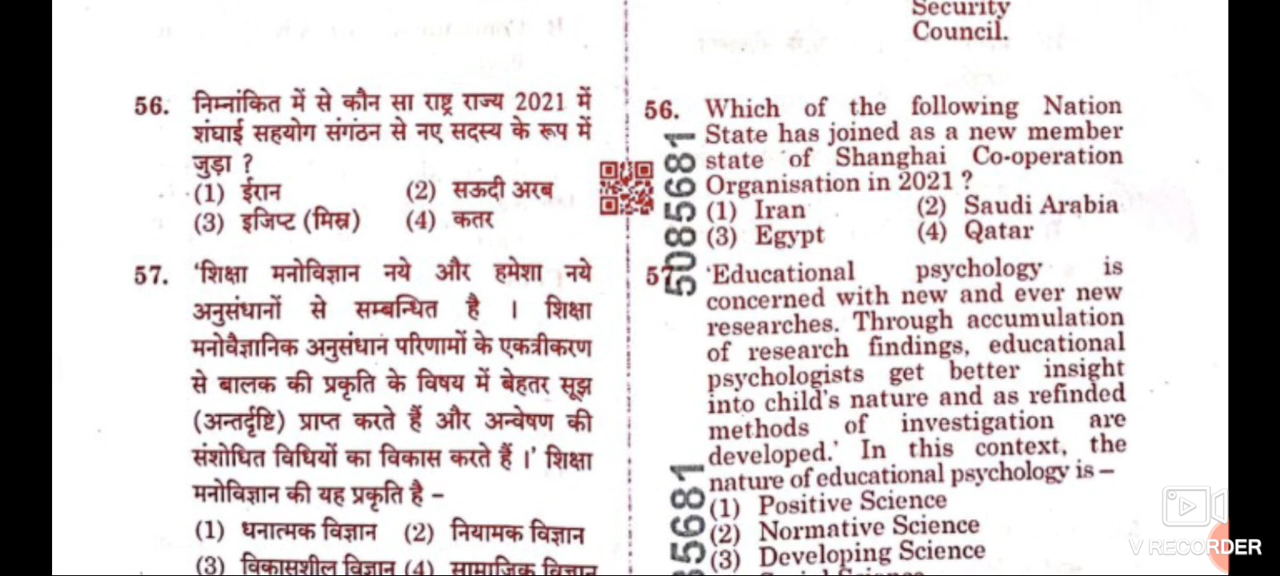 Security
Council.
56. निम्नांकित में से कौन सा राष्ट्र राज्य 2021 में
शंघाई सहयोग संगठन से नए सदस्य के रूप में
जुड़ा ?
(1) ईरान (2) सऊदी अरब
(3) इजिप्ट (मिस्र) (4) कतर
57. 'शिक्षा मनोविज्ञान नये और हमेशा नये
अनुसंधानों से सम्बन्धित है । शिक्षा
मनोवैज्ञानिक अनुसंधान परिणामों के एकत्रीकरण
से बालक की प्रकृति के विषय में बेहतर सूझ
(अन्तर्दृष्टि) प्राप्त करते हैं और अन्वेषण की
संशोधित विधियों का विकास करते हैं ।' शिक्षा
मनोविज्ञान की यह प्रकृति है –
(1) धनात्मक विज्ञान (2) नियामक विज्ञान
(3) विकासशील विज्ञान (4) सामाजिक विज्ञान
5085681
56. Which of the following Nation
State has joined as a new member
state of Shanghai Co-operation
Organisation in 2021 ?
(1) Iran (2) Saudi Arabia
(3) Egypt (4) Qatar
57 'Educational psychology is
concerned with new and ever new
researches. Through accumulation
of research findings, educational
psychologists get better insight
into child's nature and as refinded
methods of investigation are
developed.' In this context, the
nature of educational psychology is –
(1) Positive Science
(2) Normative Science
(3) Developing Science
Social Science
85681
V RECORDER